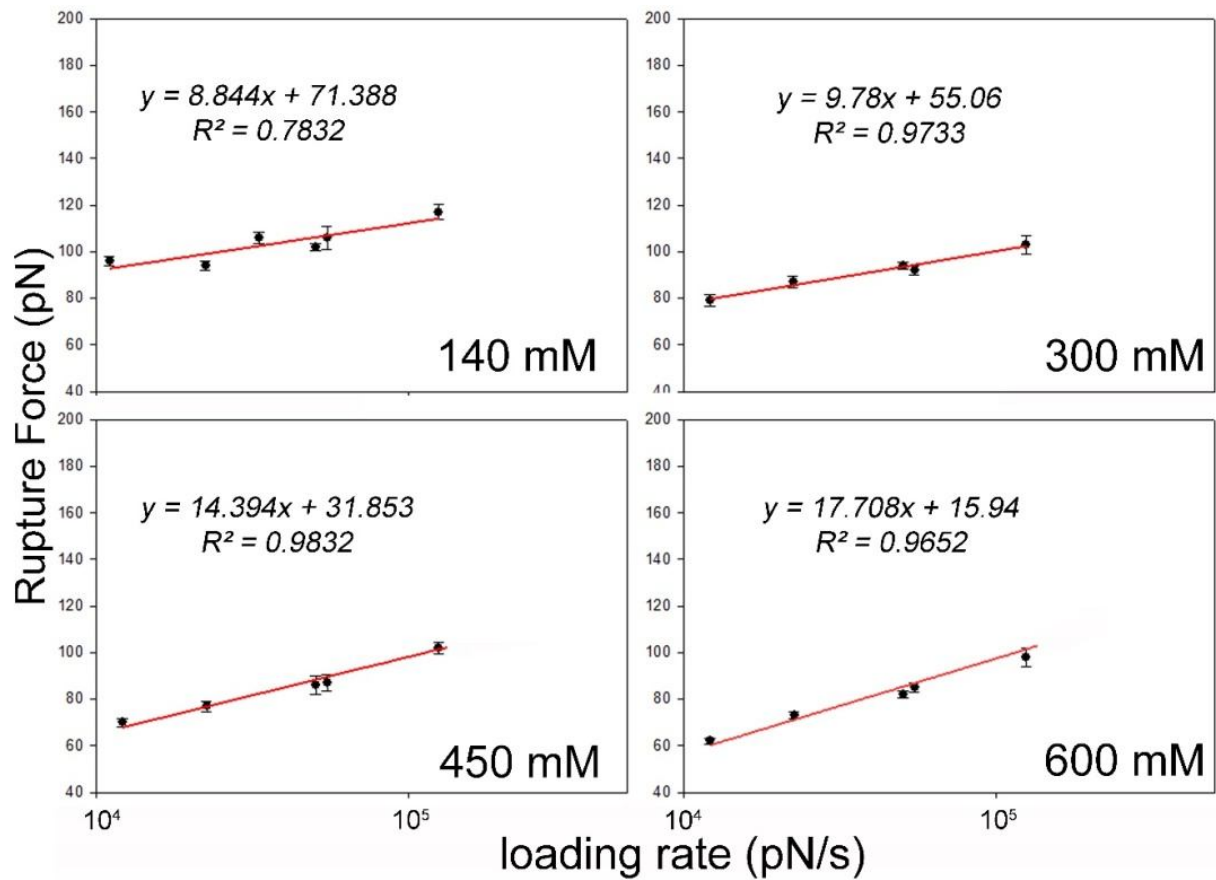 Rupture Force (pN)
200
180
160
140
120
100
80
60
40
y = 8.844x + 71.388
R² = 0.7832
140 mM
200
180
160
140
120
100
80
60
40
y = 9.78x + 55.06
R² = 0.9733
300 mM
200
180
160
140
120
100
80
60
40
y = 14.394x + 31.853
R² = 0.9832
450 mM
10⁴
10⁵
200
180
160
140
120
100
80
60
40
y = 17.708x + 15.94
R² = 0.9652
600 mM
10⁴
10⁵
loading rate (pN/s)